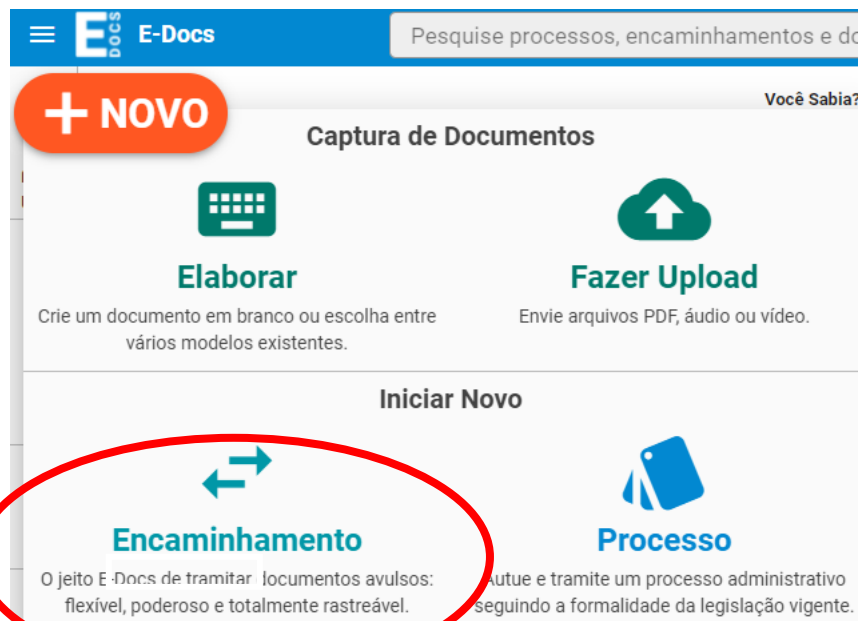 E DOCS E-Docs Pesquise processos, encaminhamentos e do
Você Sabia?
+ NOVO
Captura de Documentos
Elaborar
Crie um documento em branco ou escolha entre
vários modelos existentes.
Fazer Upload
Envie arquivos PDF, áudio ou vídeo.
Iniciar Novo
Encaminhamento
O jeito E-Docs de tramitar documentos avulsos:
flexível, poderoso e totalmente rastreável.
Processo
Autue e tramite um processo administrativo
seguindo a formalidade da legislação vigente.